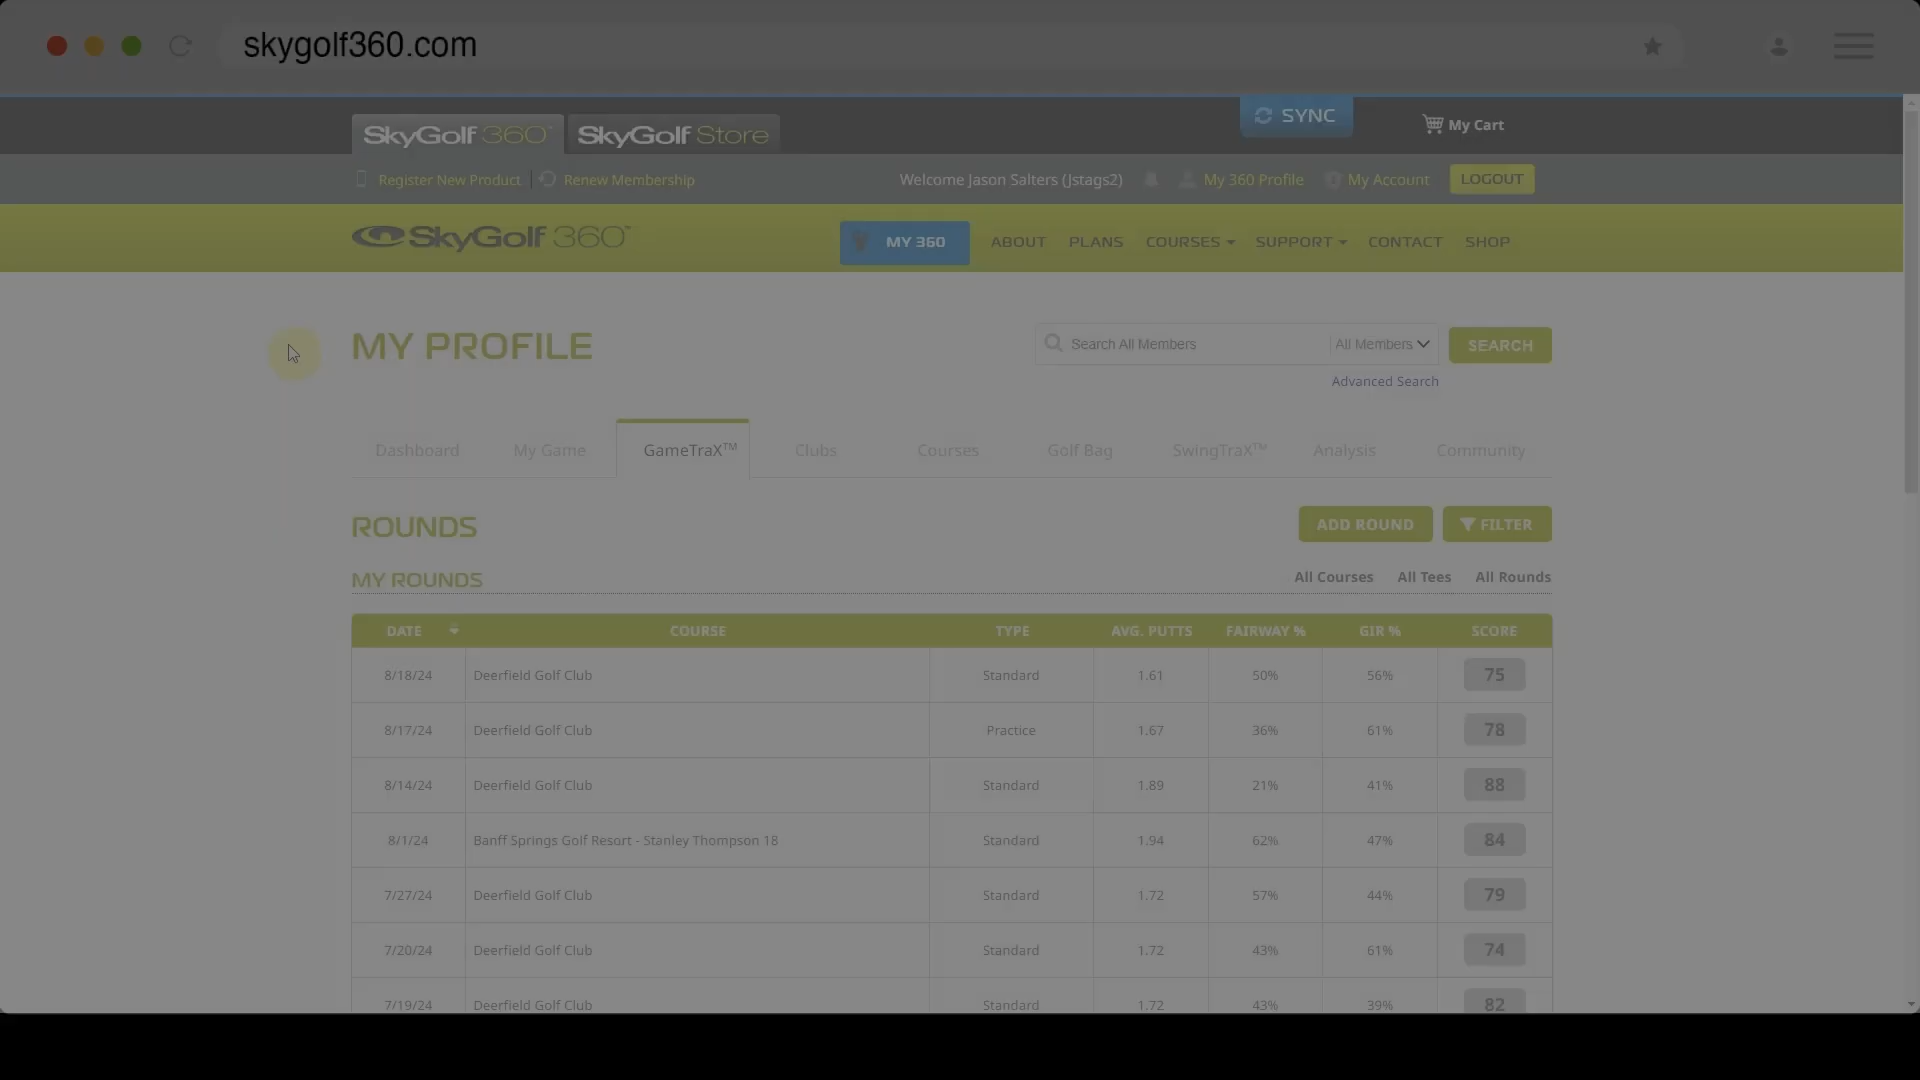 skygolf360.com
SkyGolf 360™ SkyGolf Store SYNC My Cart
Register New Product Renew Membership Welcome Jason Salters (Jstags2) My 360 Profile My Account LOGOUT
SkyGolf 360™ MY 360 ABOUT PLANS COURSES SUPPORT CONTACT SHOP
MY PROFILE Search All Members All Members SEARCH
Advanced Search
Dashboard My Game GameTraX™ Clubs Courses Golf Bag SwingTraX™ Analysis Community
ROUNDS ADD ROUND FILTER
MY ROUNDS All Courses All Tees All Rounds
DATE COURSE TYPE AVG. PUTTS FAIRWAY % GIR % SCORE
8/18/24 Deerfield Golf Club Standard 1.61 50% 56% 75
8/17/24 Deerfield Golf Club Practice 1.67 36% 61% 78
8/14/24 Deerfield Golf Club Standard 1.89 21% 41% 88
8/1/24 Banff Springs Golf Resort - Stanley Thompson 18 Standard 1.94 62% 47% 84
7/27/24 Deerfield Golf Club Standard 1.72 57% 44% 79
7/20/24 Deerfield Golf Club Standard 1.72 43% 61% 74
7/19/24 Deerfield Golf Club Standard 1.72 43% 39% 82